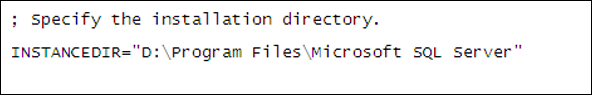 ; Specify the installation directory.
INSTANCEDIR="D:\Program Files\Microsoft SQL Server"